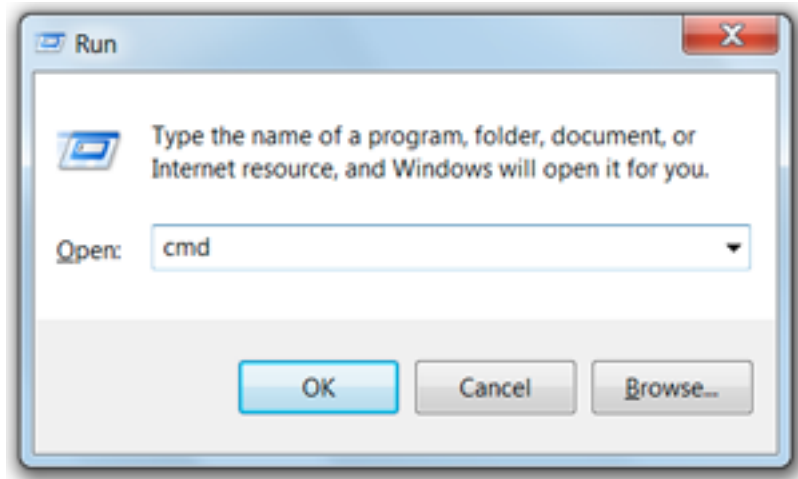 Run
Type the name of a program, folder, document, or
Internet resource, and Windows will open it for you.
Open: cmd
OK Cancel Browse...